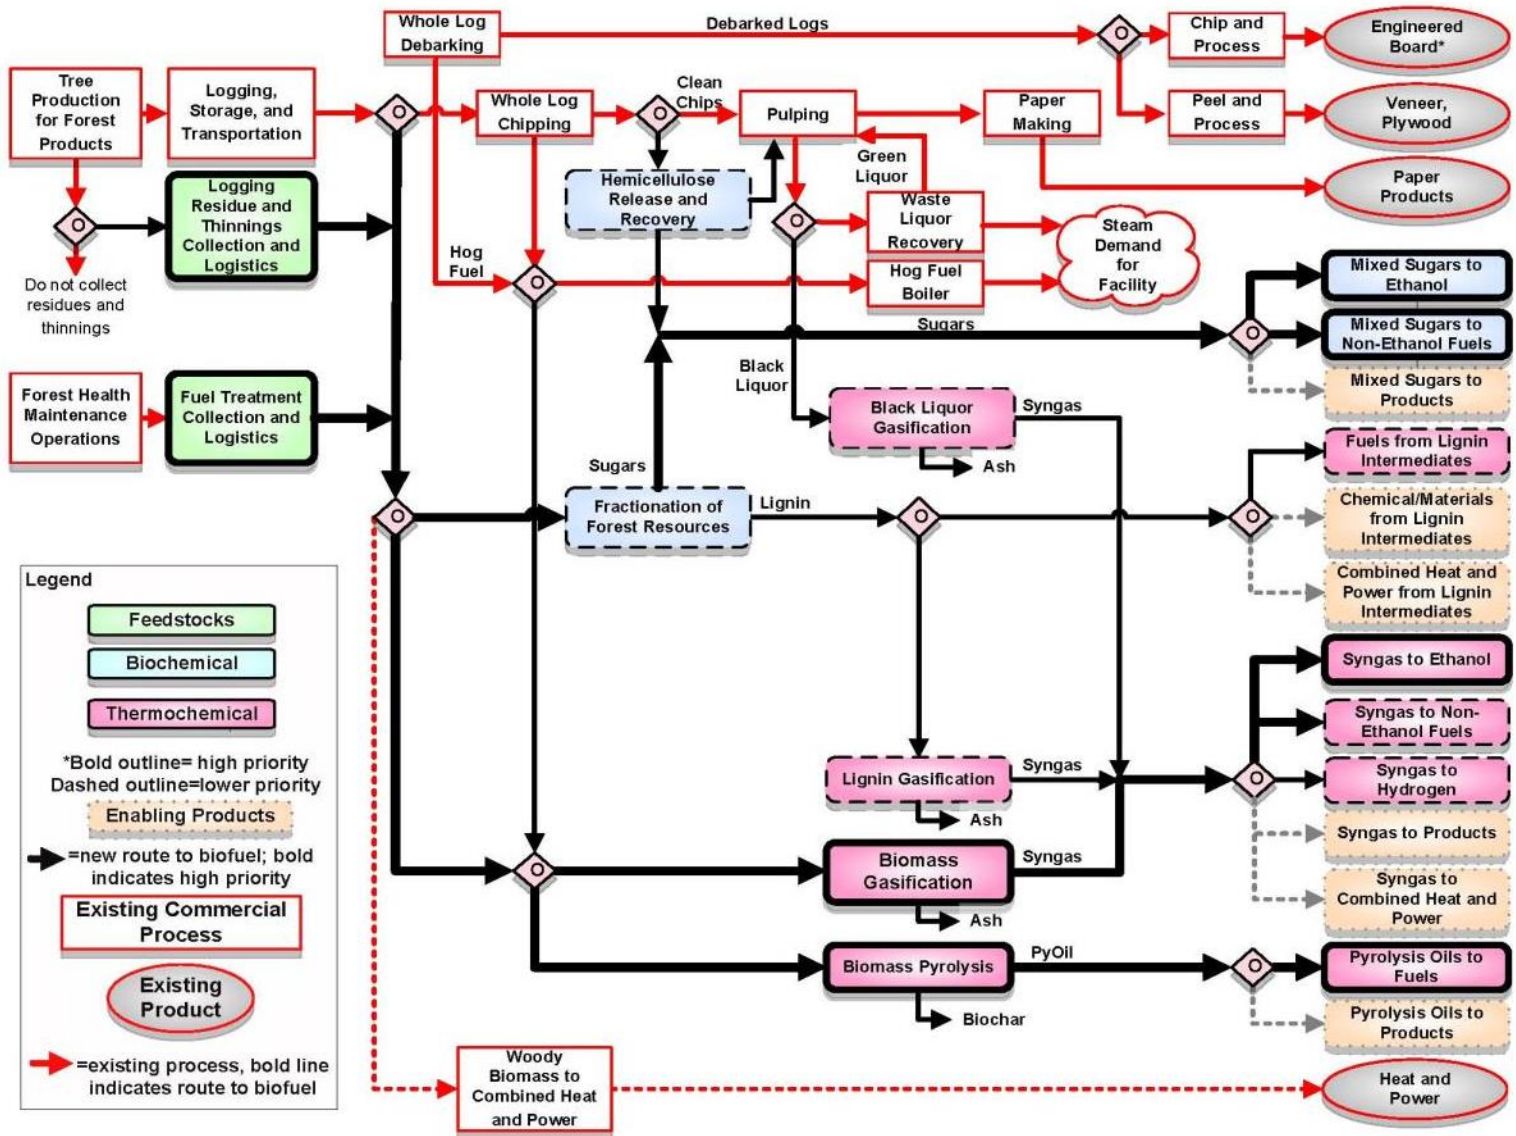 Whole Log
Debarking
Debarked Logs
O
Chip and
Process
Engineered
Board*
Tree
Production
for Forest
Products
Logging,
Storage, and
Transportation
O
Whole Log
Chipping
O
Clean
Chips
Pulping
Paper
Making
Peel and
Process
Veneer,
Plywood
Green
Liquor
Paper
Products
O
Logging
Residue and
Thinnings
Collection and
Logistics
Hemicellulose
Release and
Recovery
O
Waste
Liquor
Recovery
Steam
Demand
for
Facility
Do not collect
residues and
thinnings
Hog
Fuel
O
Hog Fuel
Boiler
Mixed Sugars to
Ethanol
Sugars
O
Mixed Sugars to
Non-Ethanol Fuels
Mixed Sugars to
Products
Forest Health
Maintenance
Operations
Fuel Treatment
Collection and
Logistics
Black
Liquor
Black Liquor
Gasification
Syngas
Ash
Fuels from Lignin
Intermediates
Sugars
O
Fractionation of
Forest Resources
Lignin
O
O
Chemical/Materials
from Lignin
Intermediates
Combined Heat and
Power from Lignin
Intermediates
Legend
Feedstocks
Biochemical
Thermochemical
*Bold outline= high priority
Dashed outline=lower priority
Enabling Products
=new route to biofuel; bold
indicates high priority
Existing Commercial
Process
Existing
Product
=existing process, bold line
indicates route to biofuel
Syngas to Ethanol
Syngas to Non-
Ethanol Fuels
Lignin Gasification
Syngas
Ash
O
Syngas to
Hydrogen
Syngas to Products
O
Biomass
Gasification
Syngas
Ash
Syngas to
Combined Heat and
Power
Biomass Pyrolysis
PyOil
Biochar
O
Pyrolysis Oils to
Fuels
Pyrolysis Oils to
Products
Woody
Biomass to
Combined Heat
and Power
Heat and
Power